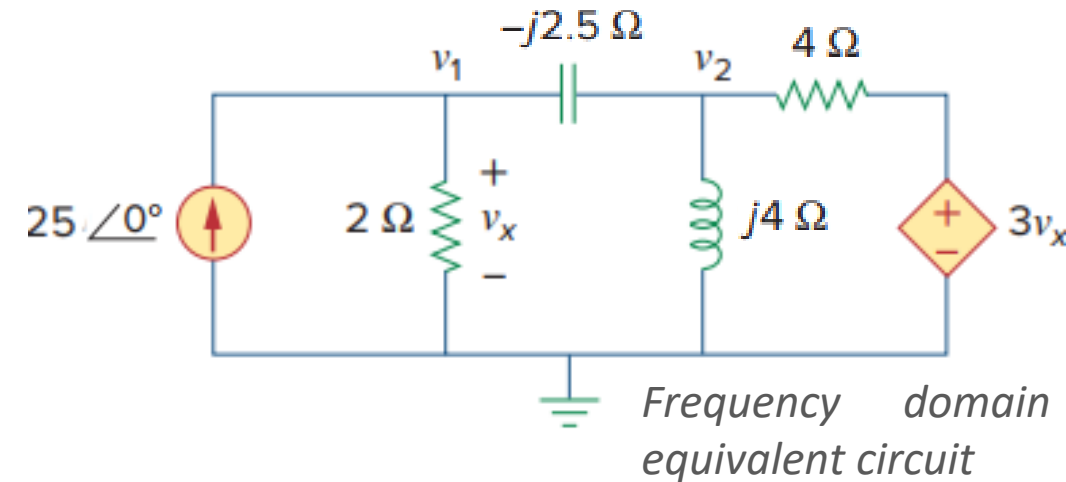 –j2.5 Ω
4 Ω
v1
v2
25 ∠0°
2 Ω
+
vx
–
j4 Ω
+
–
3vx
Frequency domain
equivalent circuit